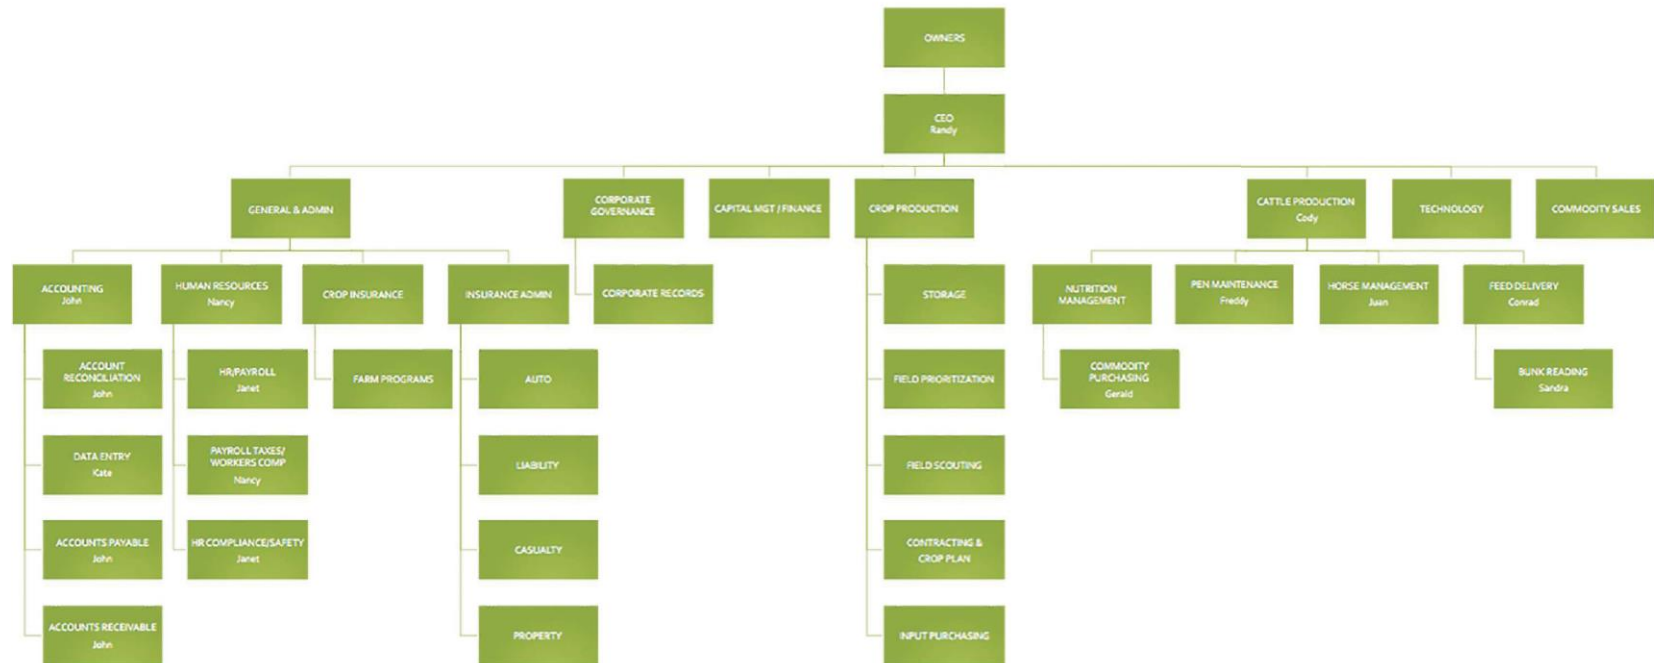 OWNERS
CEO
Randy
GENERAL & ADMIN
CORPORATE
GOVERNANCE
CAPITAL MGT / FINANCE
CROP PRODUCTION
CATTLE PRODUCTION
Cody
TECHNOLOGY
COMMODITY SALES
ACCOUNTING
John
HUMAN RESOURCES
Nancy
CROP INSURANCE
INSURANCE ADMIN
CORPORATE RECORDS
STORAGE
NUTRITION
MANAGEMENT
PEN MAINTENANCE
Freddy
HORSE MANAGEMENT
Juan
FEED DELIVERY
Conrad
ACCOUNT
RECONCILIATION
John
HR/PAYROLL
Janet
FARM PROGRAMS
AUTO
FIELD PRIORITIZATION
COMMODITY
PURCHASING
Gerald
BUNK READING
Sandra
DATA ENTRY
Kate
PAYROLL TAXES/
WORKERS COMP
Nancy
LIABILITY
FIELD SCOUTING
ACCOUNTS PAYABLE
John
HR COMPLIANCE/SAFETY
Janet
CASUALTY
CONTRACTING &
CROP PLAN
ACCOUNTS RECEIVABLE
John
PROPERTY
INPUT PURCHASING